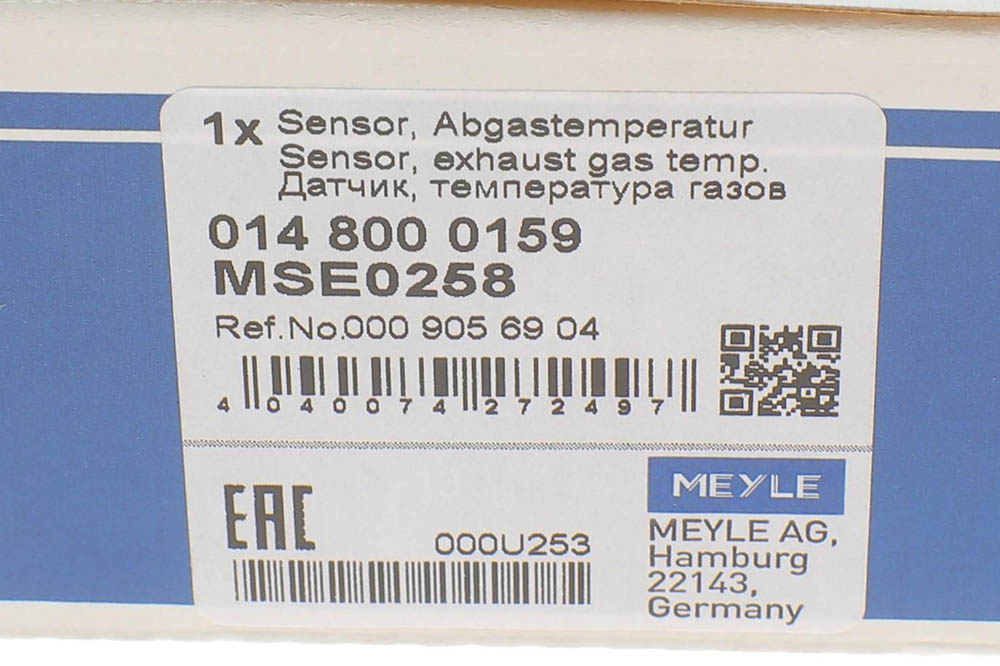 1x Sensor, Abgastemperatur
Sensor, exhaust gas temp.
Датчик, температура газов
014 800 0159
MSE0258
Ref.No.000 905 69 04
4 040074 272497
EAC
000U253
MEYLE
MEYLE AG,
Hamburg
22143,
Germany